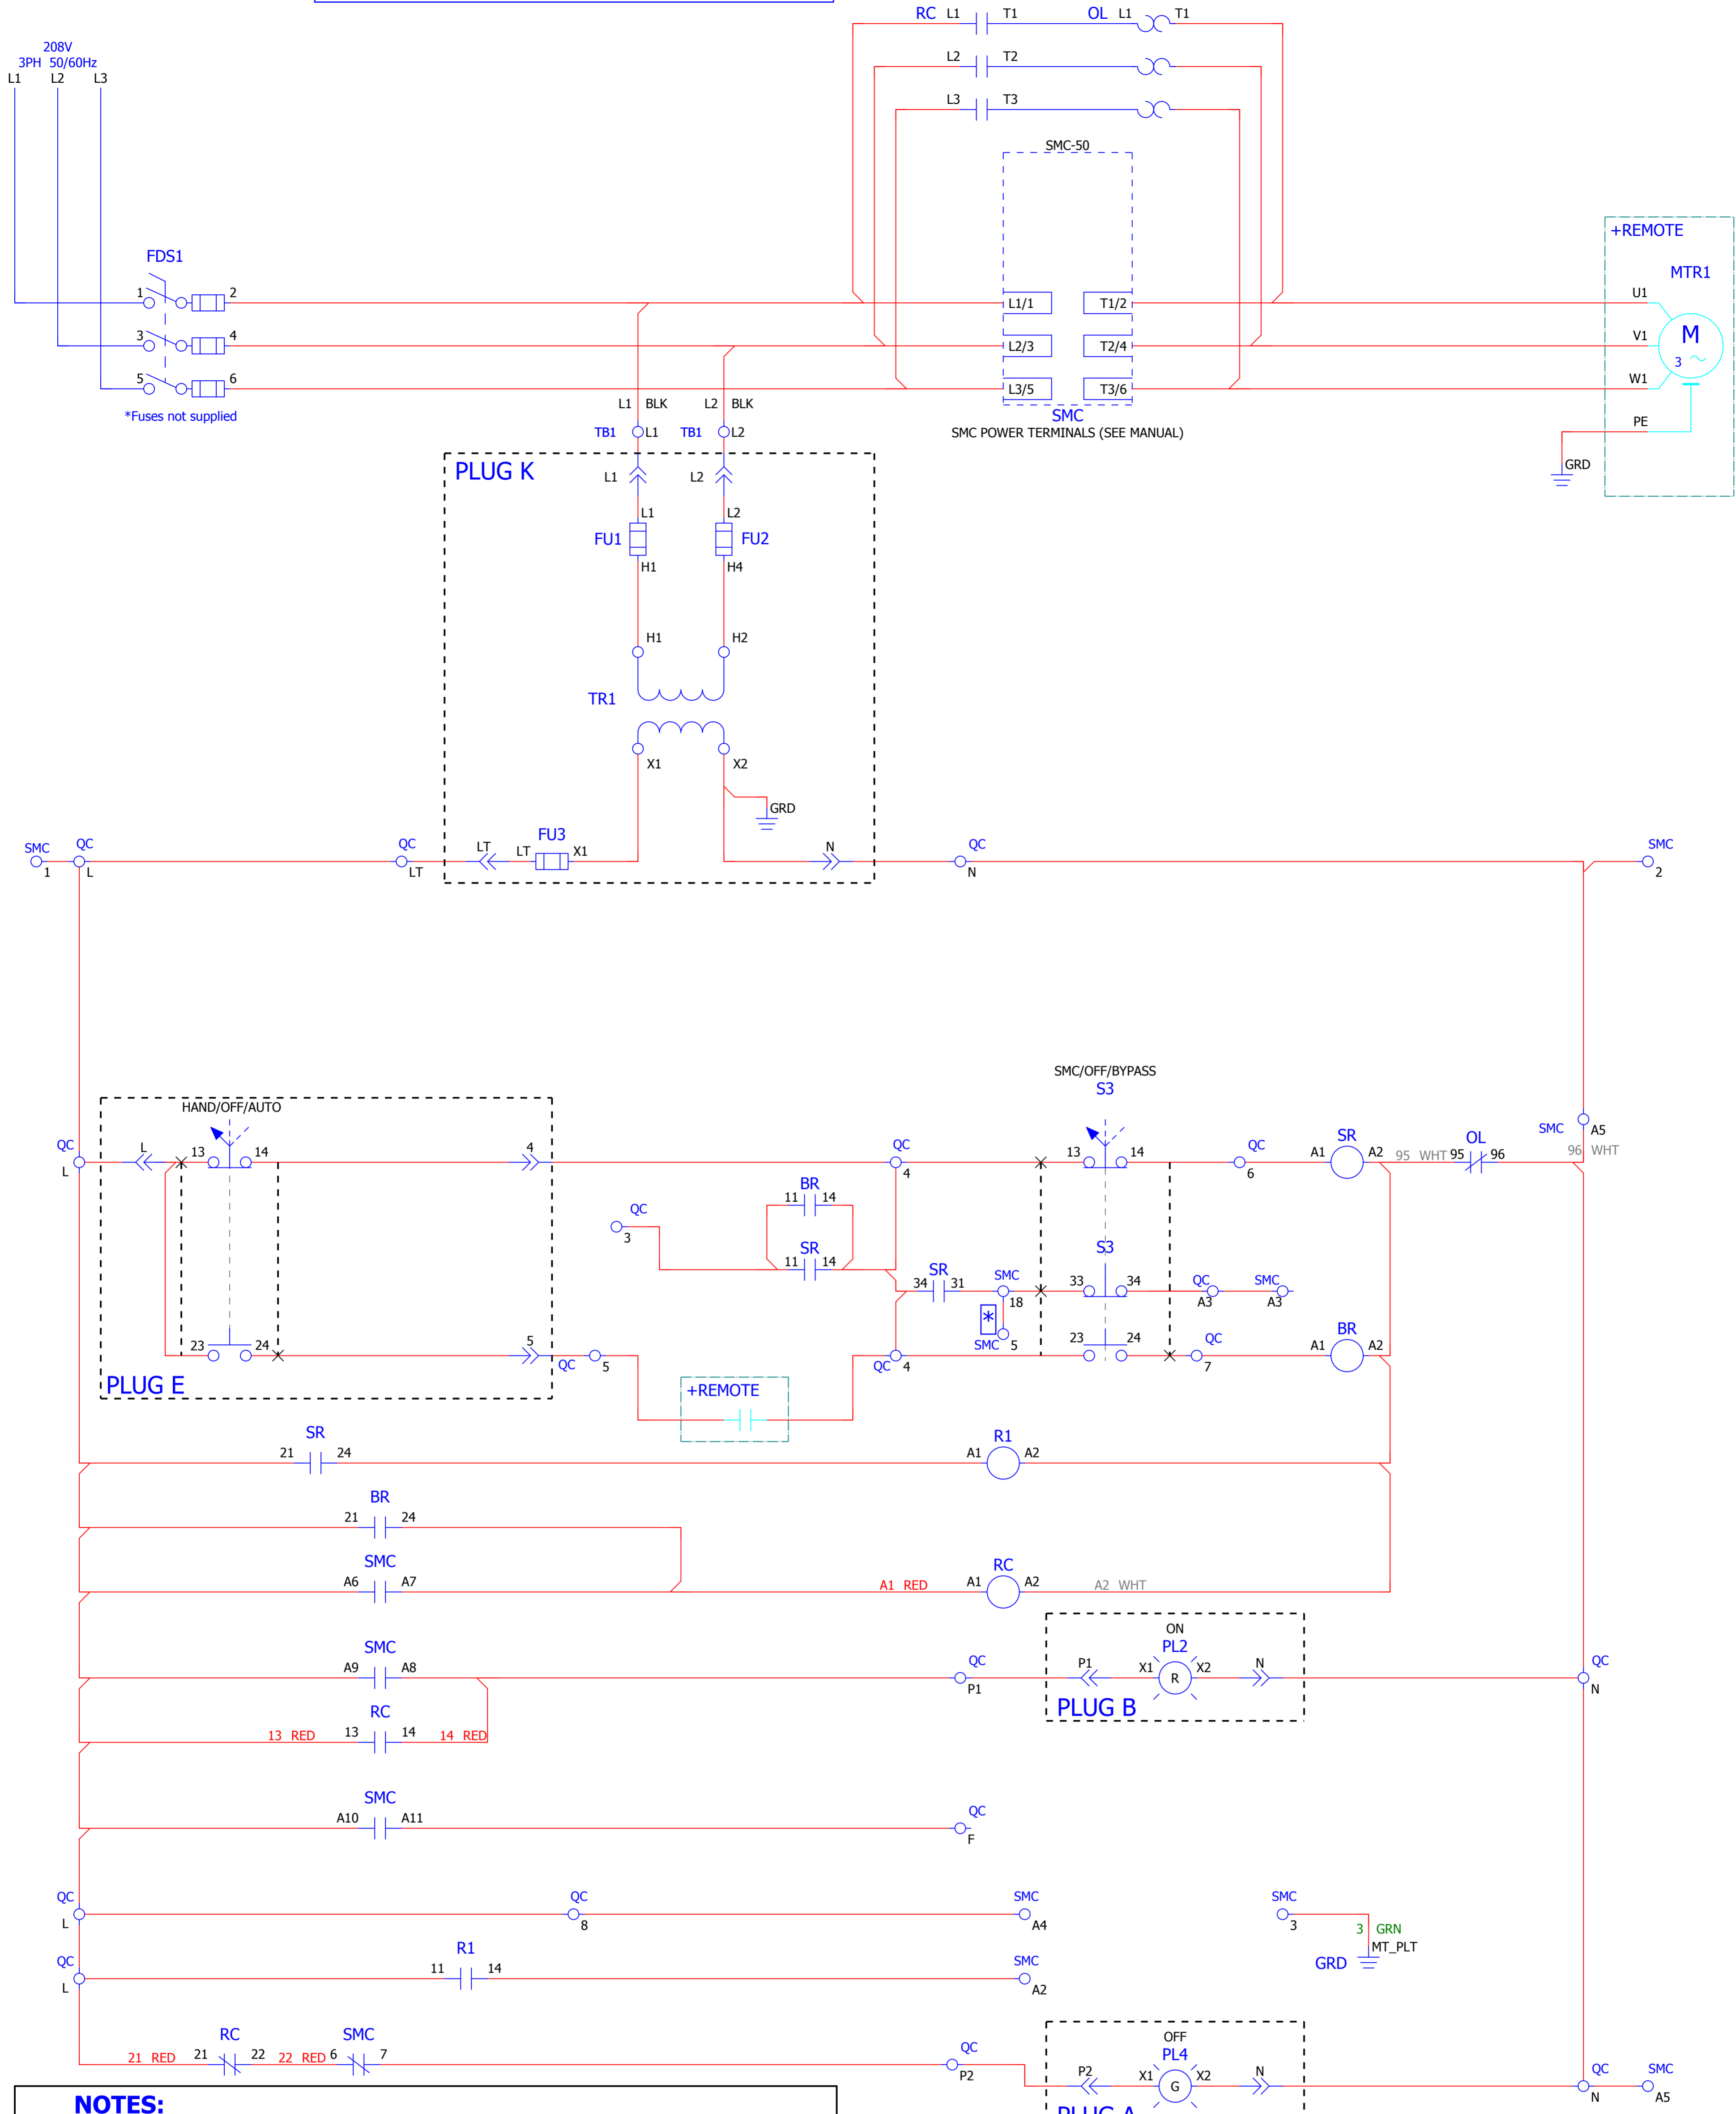 RC L1 T1 OL L1 T1
208V
3PH 50/60Hz
L1 L2 L3
L2 T2
L3 T3
SMC-50
+REMOTE
MTR1
FDS1
1 2 L1/1 T1/2 U1
3 4 L2/3 T2/4 V1
M
3
5 6 L3/5 T3/6 W1
*Fuses not supplied
L1 BLK L2 BLK
SMC
SMC POWER TERMINALS (SEE MANUAL)
PE
TB1 L1 TB1 L2
GRD
PLUG K
L1 L2
L1 L2
FU1 FU2
H1 H4
H1 H2
TR1
X1 X2
GRD
SMC QC QC FU3 QC SMC
1 L LT LT LT X1 N N 2
SMC/OFF/BYPASS
S3
HAND/OFF/AUTO
SMC A5
QC L 13 14 4 QC 13 14 QC SR OL
L 4 6 A1 A2 95 WHT 95 96 96 WHT
BR
11 14
QC
3
SR
11 14
S3
SR
34 31 SMC 33 34 QC SMC
18 A3 A3
*
SMC 5
BR
23 24 5 QC 5 QC 4 23 24 QC A1 A2
7
PLUG E
+REMOTE
SR R1
21 24 A1 A2
BR
21 24
SMC RC
A6 A7 A1 RED A1 A2 A2 WHT
ON
SMC PL2
A9 A8 QC P1 X1 R X2 N QC
P1 N
PLUG B
RC
13 RED 13 14 14 RED
SMC
A10 A11 QC
F
QC QC SMC SMC
L 8 A4 3
3 GRN
MT_PLT
GRD
QC R1 SMC
L 11 14 A2
OFF
RC SMC PL4
21 RED 21 22 22 RED 6 7 QC
P2 P2 X1 G X2 N QC SMC
N A5
NOTES:
PLUG A